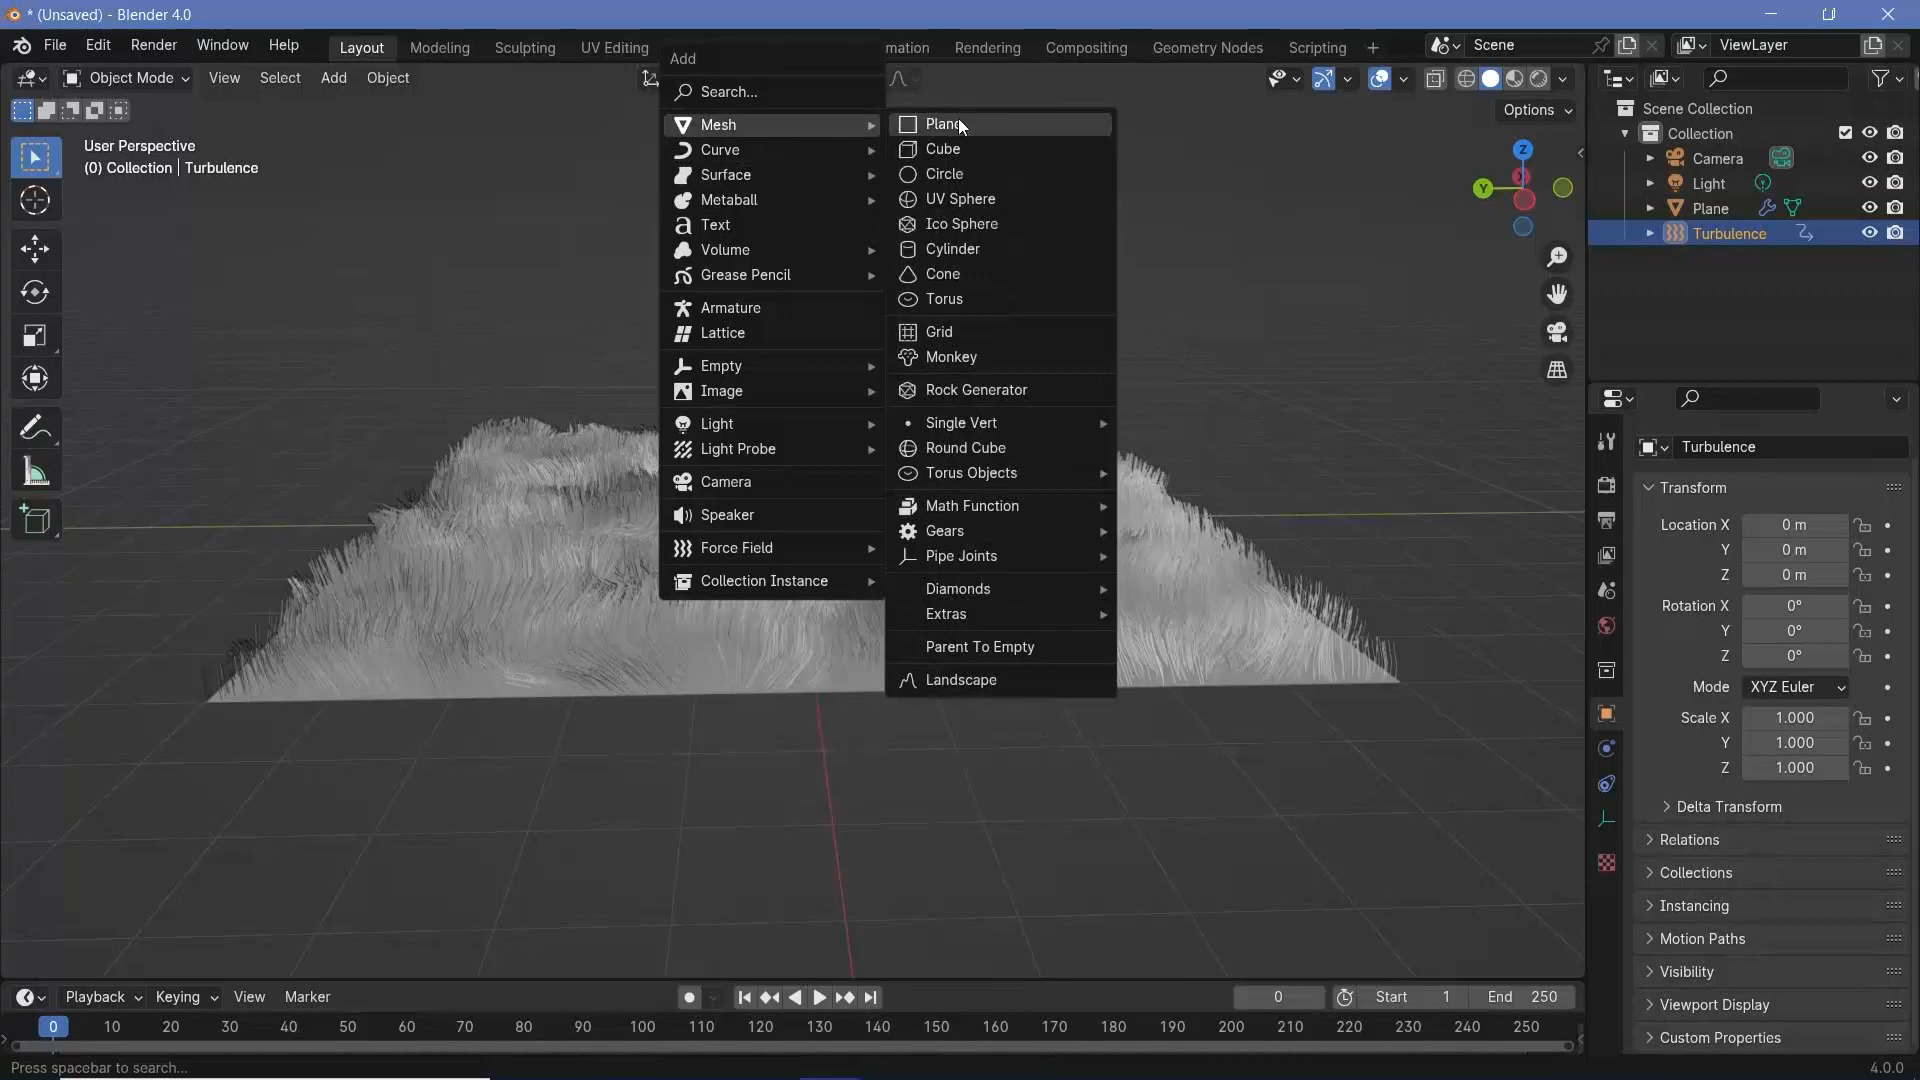 * (Unsaved) - Blender 4.0
File Edit Render Window Help
Layout Modeling Sculpting UV Editing mation Rendering Compositing Geometry Nodes Scripting +
Scene
ViewLayer
Object Mode View Select Add Object
Options
User Perspective
(0) Collection | Turbulence
Add
Search...
Mesh
Curve
Surface
Metaball
Text
Volume
Grease Pencil
Armature
Lattice
Empty
Image
Light
Light Probe
Camera
Speaker
Force Field
Collection Instance
Plane
Cube
Circle
UV Sphere
Ico Sphere
Cylinder
Cone
Torus
Grid
Monkey
Rock Generator
Single Vert
Round Cube
Torus Objects
Math Function
Gears
Pipe Joints
Diamonds
Extras
Parent To Empty
Landscape
Z
Y
Scene Collection
Collection
Camera
Light
Plane
Turbulence
Turbulence
Transform
Location X 0 m
Y 0 m
Z 0 m
Rotation X 0°
Y 0°
Z 0°
Mode XYZ Euler
Scale X 1.000
Y 1.000
Z 1.000
Delta Transform
Relations
Collections
Instancing
Motion Paths
Visibility
Viewport Display
Custom Properties
Playback Keying View Marker
0 Start 1 End 250
0 10 20 30 40 50 60 70 80 90 100 110 120 130 140 150 160 170 180 190 200 210 220 230 240 250
Press spacebar to search...
4.0.0